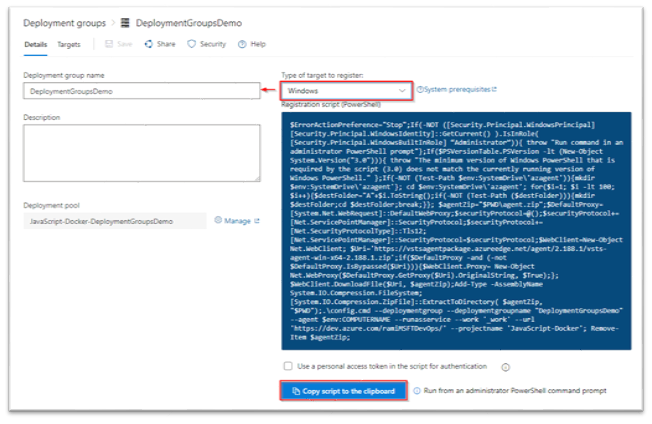 Deployment groups > DeploymentGroupsDemo
Details Targets Save Share Security Help
Deployment group name
DeploymentGroupsDemo
Description
Deployment pool
JavaScript-Docker-DeploymentGroupsDemo
Manage
Type of target to register:
Windows
System prerequisites
Registration script (PowerShell)
$ErrorActionPreference="Stop";If(-NOT ([Security.Principal.WindowsPrincipal]
[Security.Principal.WindowsIdentity]::GetCurrent() ).IsInRole(
[Security.Principal.WindowsBuiltInRole] "Administrator")){ throw "Run command in an
administrator PowerShell prompt"};If($PSVersionTable.PSVersion -lt (New-Object
System.Version("3.0"))){ throw "The minimum version of Windows PowerShell that is
required by the script (3.0) does not match the currently running version of
Windows PowerShell." };If(-NOT (Test-Path $env:SystemDrive\'azagent')){mkdir
$env:SystemDrive\'azagent'}; cd $env:SystemDrive\'azagent'; for($i=1; $i -lt 100;
$i++){$destFolder="A"+$i.ToString();if(-NOT (Test-Path ($destFolder))){mkdir
$destFolder;cd $destFolder;break;}}; $agentZip="$PWD\agent.zip";$DefaultProxy=
[System.Net.WebRequest]::DefaultWebProxy;$securityProtocol=@();$securityProtocol+=
[Net.ServicePointManager]::SecurityProtocol;$securityProtocol+=
[Net.SecurityProtocolType]::Tls12;
[Net.ServicePointManager]::SecurityProtocol=$securityProtocol;$WebClient=New-Object
Net.WebClient; $Uri='https://vstsagentpackage.azureedge.net/agent/2.188.1/vsts-
agent-win-x64-2.188.1.zip';if($DefaultProxy -and (-not
$DefaultProxy.IsBypassed($Uri))){$WebClient.Proxy= New-Object
Net.WebProxy($DefaultProxy.GetProxy($Uri).OriginalString, $True);};
$WebClient.DownloadFile($Uri, $agentZip);Add-Type -AssemblyName
System.IO.Compression.FileSystem;
[System.IO.Compression.ZipFile]::ExtractToDirectory( $agentZip,
"$PWD");.\config.cmd --deploymentgroup --deploymentgroupname "DeploymentGroupsDemo"
--agent $env:COMPUTERNAME --runasservice --work '_work' --url
'https://dev.azure.com/rumiMSFTDevOps/' --projectname 'JavaScript-Docker'; Remove-
Item $agentZip;
Use a personal access token in the script for authentication
Copy script to the clipboard
Run from an administrator PowerShell command prompt